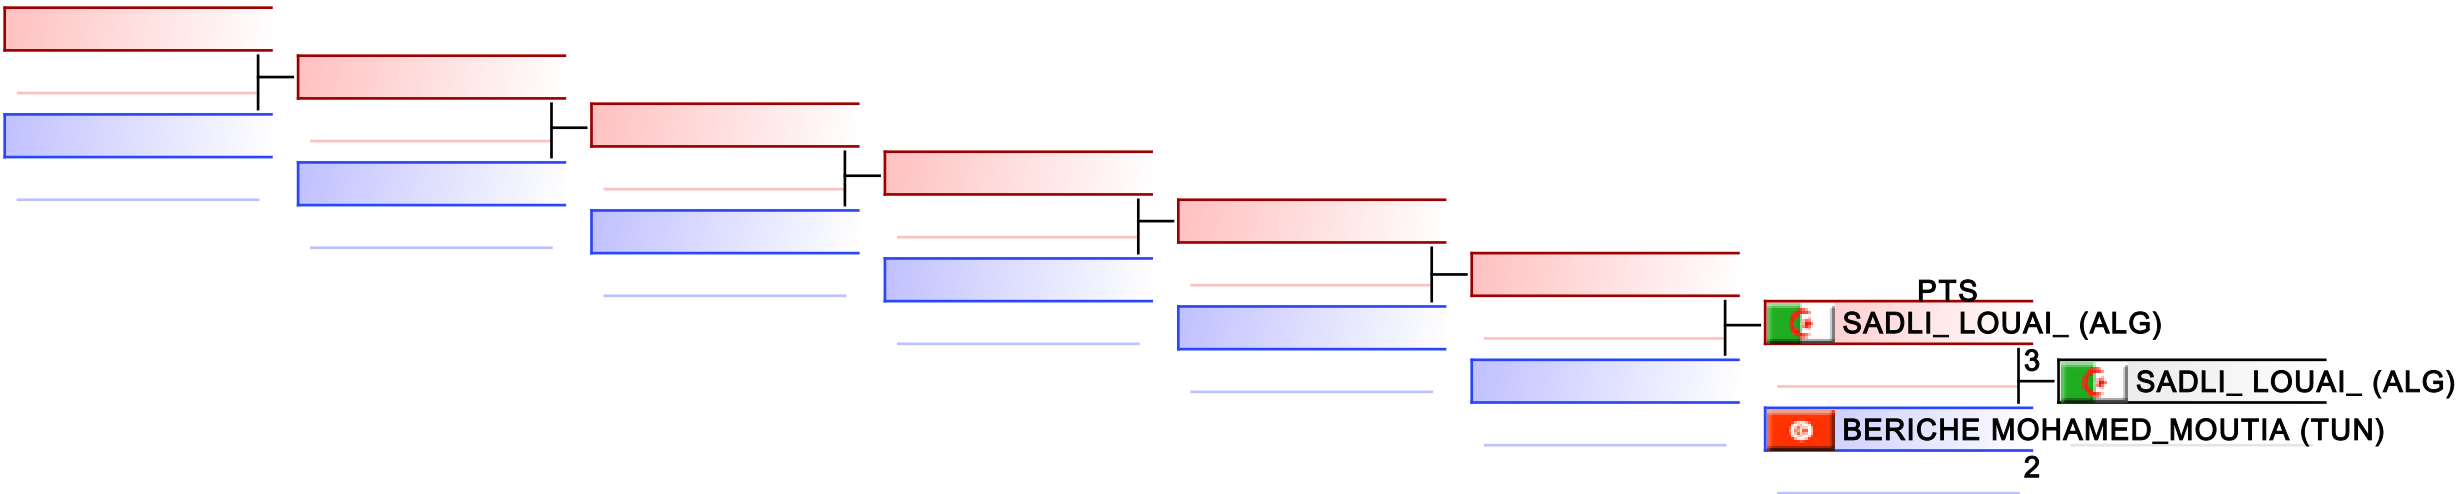 PTS
SADLI_ LOUAI_ (ALG)
3
SADLI_ LOUAI_ (ALG)
BERICHE MOHAMED_MOUTIA (TUN)
2